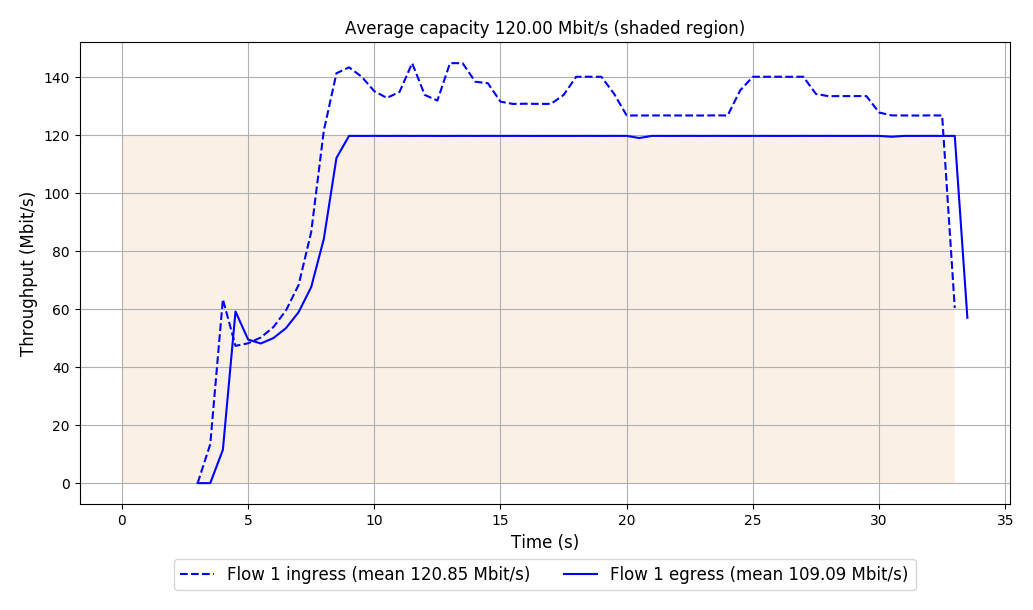 Average capacity 120.00 Mbit/s (shaded region)
Throughput (Mbit/s)
140
120
100
80
60
40
20
0
0 5 10 15 20 25 30 35
Time (s)
Flow 1 ingress (mean 120.85 Mbit/s) Flow 1 egress (mean 109.09 Mbit/s)